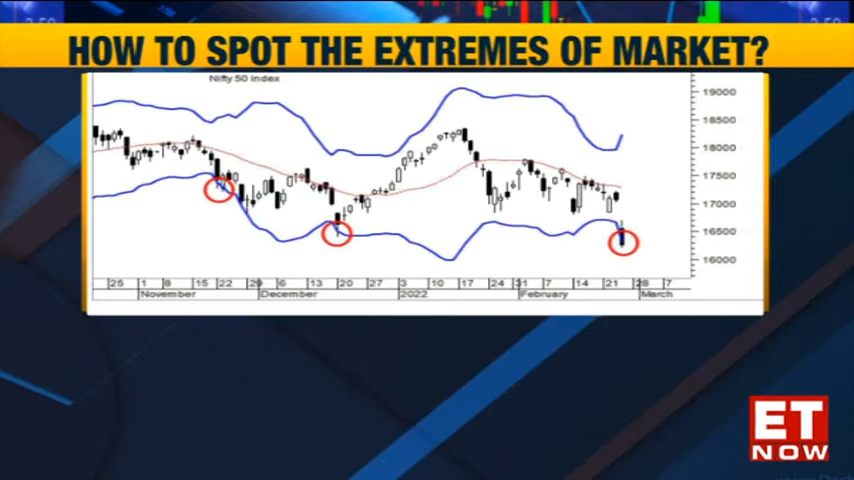 HOW TO SPOT THE EXTREMES OF MARKET?
Nifty 50 Index
19000
18500
18000
17500
17000
16500
16000
25 1 8 15 22 29 6 13 20 27 3 10 17 24 31 7 14 21 28 7
November December 2022 February March
ET
NOW